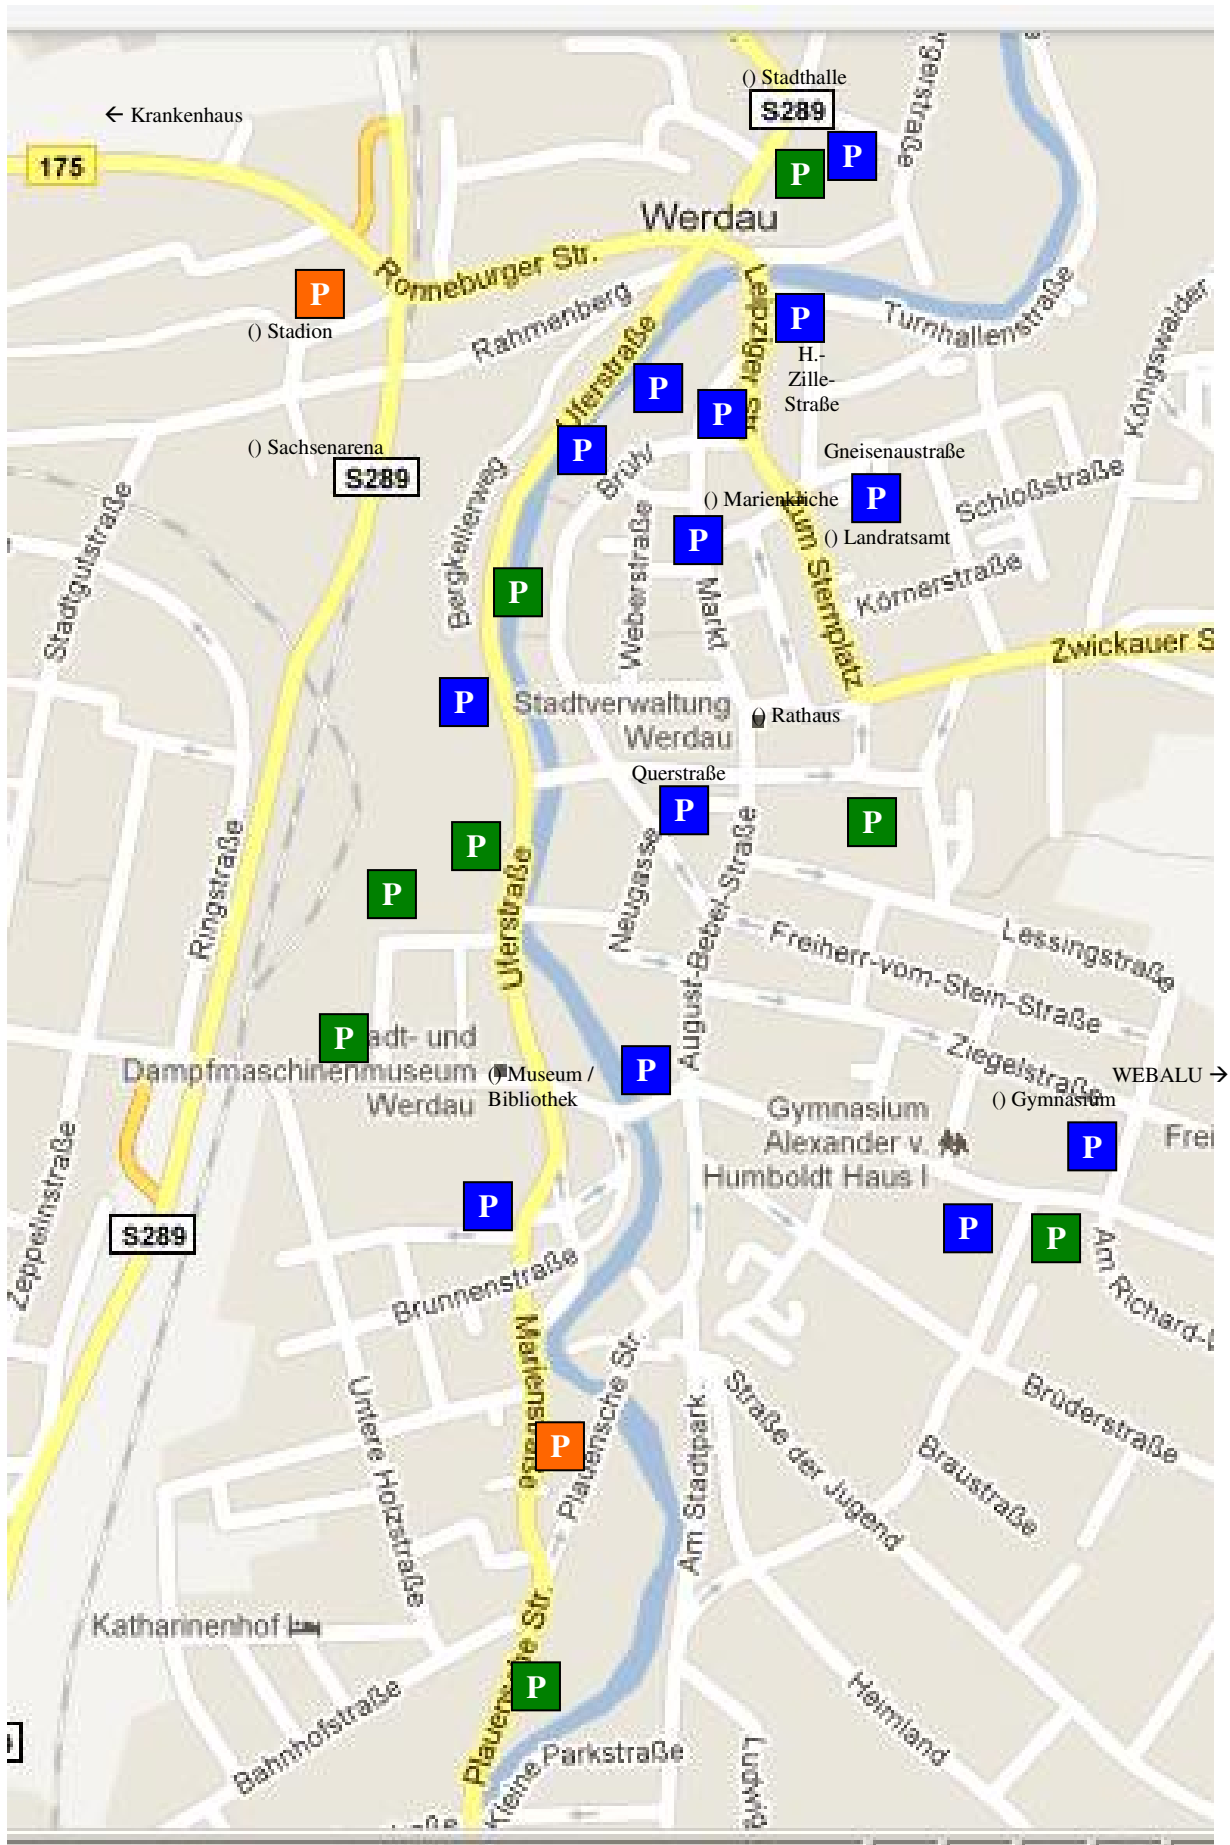 () Stadthalle
S289
← Krankenhaus
P
175
P
Werdau
Ronneburger Str.
P
() Stadion
Rahmenberg
Leipziger Str
P
Turnhallenstraße
H.-
Zille-
Straße
Königswalder
Uferstraße
P
P
P
Brühl
() Sachsenarena
S289
Gneisenaustraße
Schloßstraße
P
() Landratsamt
P
Zum Sternplatz
Körnerstraße
Bergkellerweg
Stadtgutstraße
P
Weberstraße
Markt
Zwickauer S
P
Stadtverwaltung
Werdau
() Rathaus
Querstraße
P
P
P
P
Ringstraße
Uferstraße
Neugasse
August-Bebel-Straße
Lessingstraße
Freiherr-vom-Stein-Straße
Ziegelstraße
P
adt- und
Dampfmaschinenmuseum
Werdau
() Museum /
Bibliothek
P
WEBALU →
() Gymnasium
Gymnasium
Alexander v.
Humboldt Haus I
P
Frei
Zeppelinstraße
S289
P
P
P
Am Richard-W
Brunnenstraße
Untere Holzstraße
P
Plauensche Str.
Am Stadtpark
Straße der Jugend
Brüderstraße
Braustraße
Katharinenhof
P
Plauensche Str.
Bahnhofstraße
Heimland
Kleine Parkstraße
Ludwig